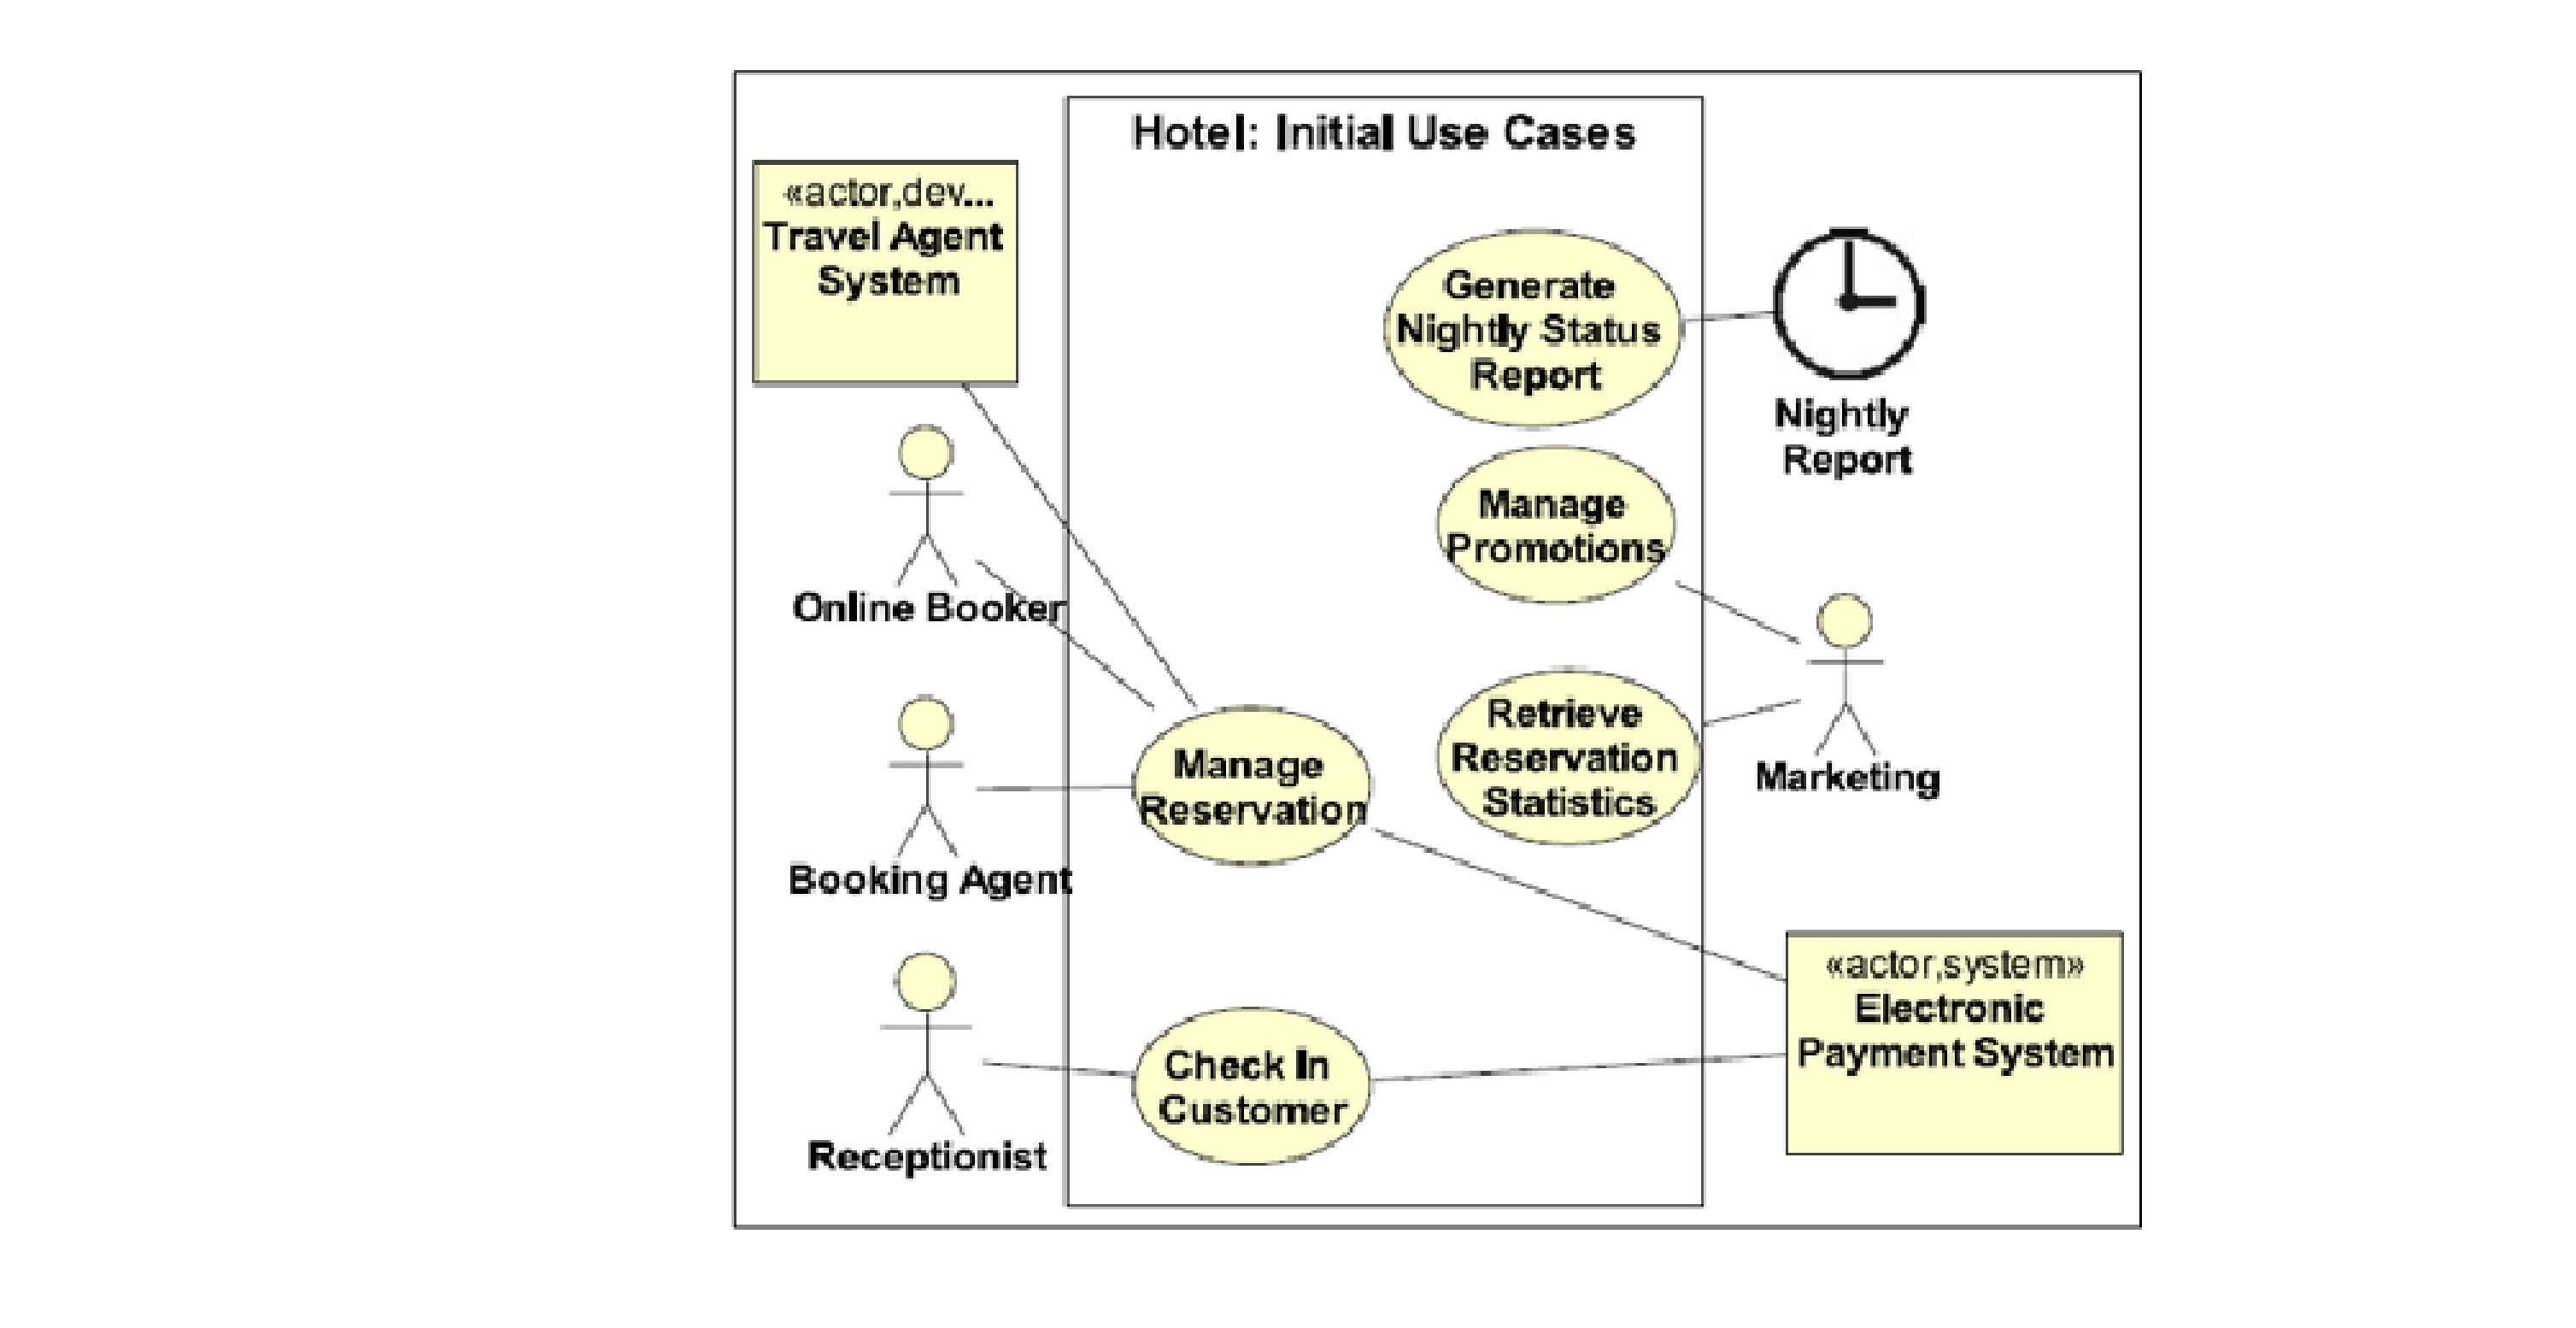 Hotel: Initial Use Cases
«actor,dev...
Travel Agent
System
Generate
Nightly Status
Report
Nightly
Report
Manage
Promotions
Online Booker
Retrieve
Reservation
Statistics
Marketing
Manage
Reservation
Booking Agent
«actor,system»
Electronic
Payment System
Check In
Customer
Receptionist